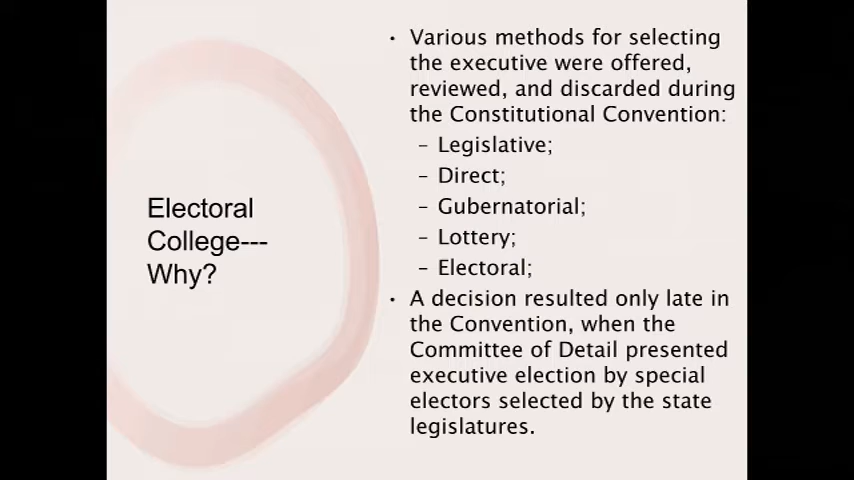 Electoral
College---
Why?
• Various methods for selecting
the executive were offered,
reviewed, and discarded during
the Constitutional Convention:
– Legislative;
– Direct;
– Gubernatorial;
– Lottery;
– Electoral;
• A decision resulted only late in
the Convention, when the
Committee of Detail presented
executive election by special
electors selected by the state
legislatures.